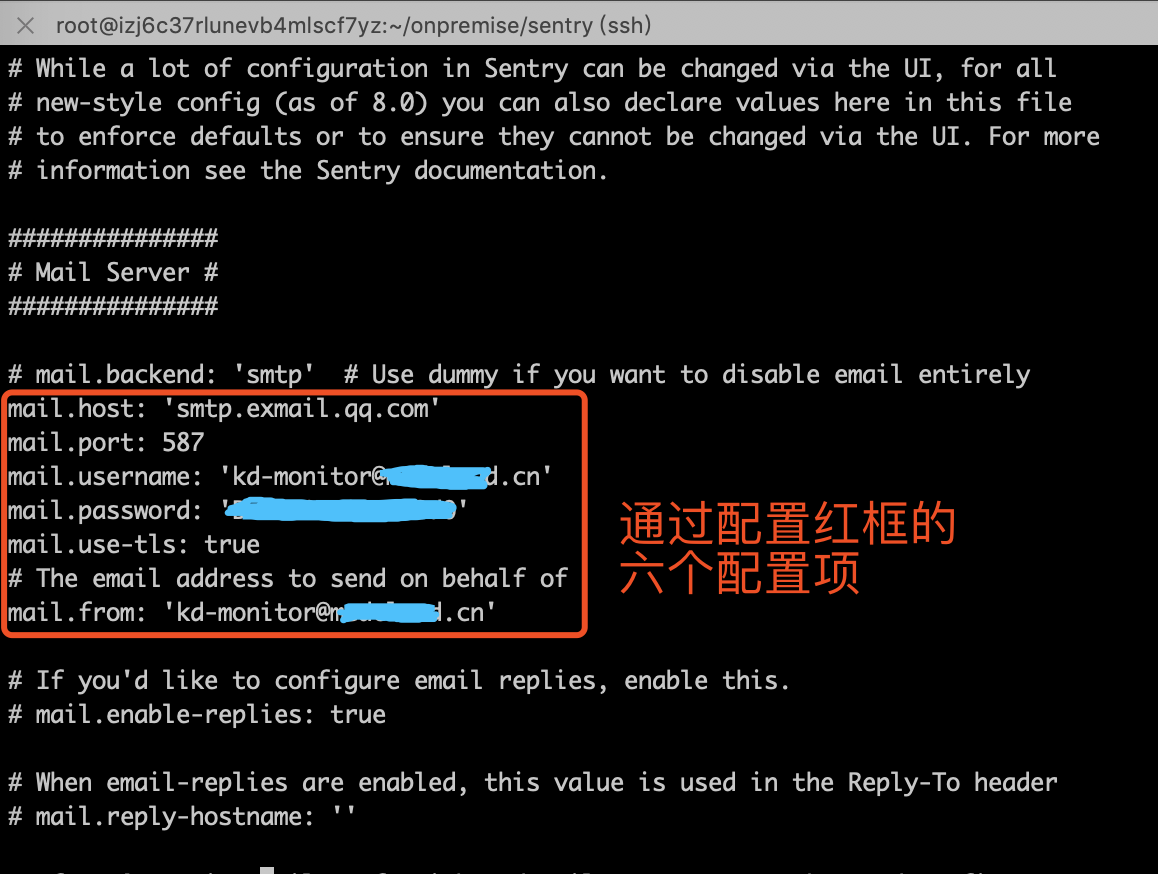 root@izj6c37rlunevb4mlscf7yz:~/onpremise/sentry (ssh)
# While a lot of configuration in Sentry can be changed via the UI, for all
# new-style config (as of 8.0) you can also declare values here in this file
# to enforce defaults or to ensure they cannot be changed via the UI. For more
# information see the Sentry documentation.
###############
# Mail Server #
###############
# mail.backend: 'smtp'  # Use dummy if you want to disable email entirely
mail.host: 'smtp.exmail.qq.com'
mail.port: 587
mail.username: 'kd-monitor@ d.cn'
mail.password: ' '
mail.use-tls: true
# The email address to send on behalf of
mail.from: 'kd-monitor@ .cn'
通过配置红框的
六个配置项
# If you'd like to configure email replies, enable this.
# mail.enable-replies: true
# When email-replies are enabled, this value is used in the Reply-To header
# mail.reply-hostname: ''